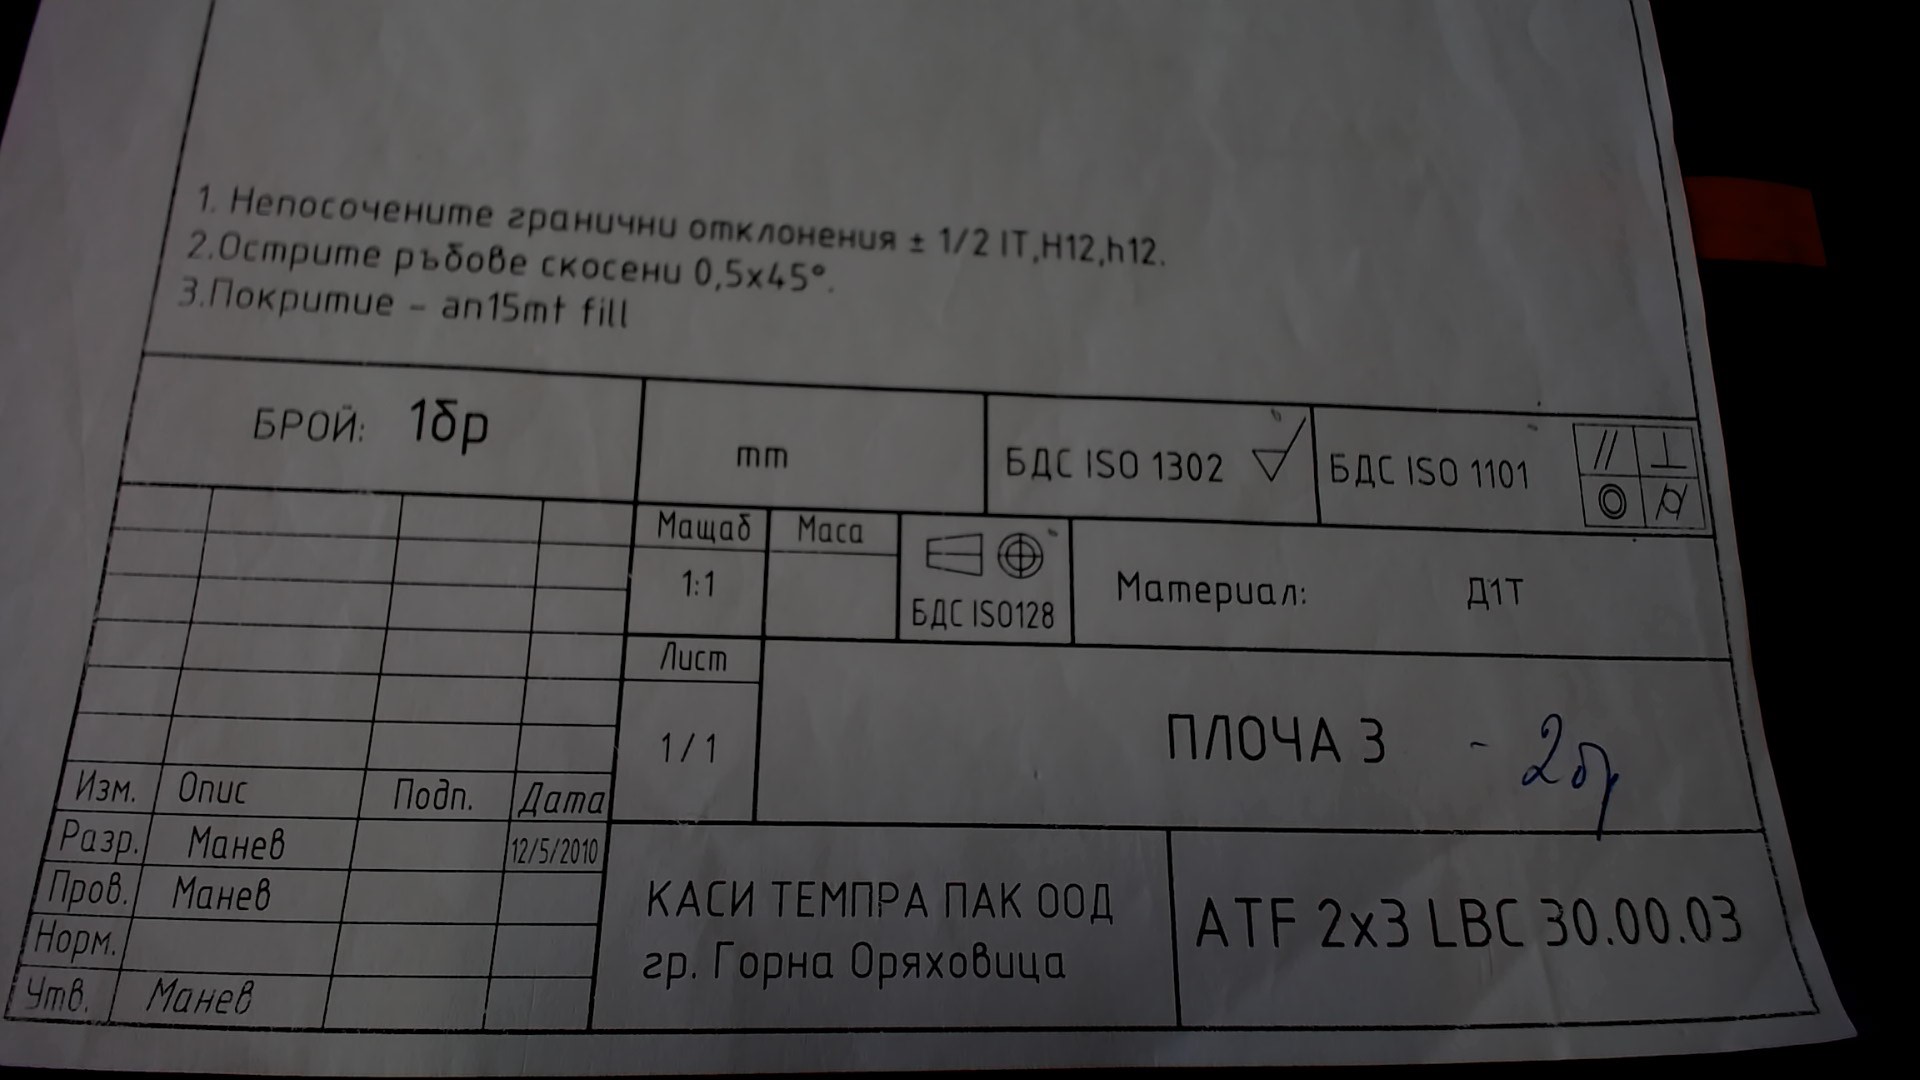 1. Непосочените гранични отклонения ± 1/2 IT,H12,h12.
2.Острите ръбове скосени 0,5x45°.
3.Покритие - an15mt fill
БРОЙ: 1бр
mm
БДС ISO 1302
БДС ISO 1101
Мащаб
Маса
1:1
БДС ISO128
Материал: Д1Т
Лист
1/1
ПЛОЧА 3 - 2бр
Изм. Опис Подп. Дата
Разр. Манев 12/5/2010
Пров. Манев
Норм.
Утв. Манев
КАСИ ТЕМПРА ПАК ООД
гр. Горна Оряховица
ATF 2x3 LBC 30.00.03